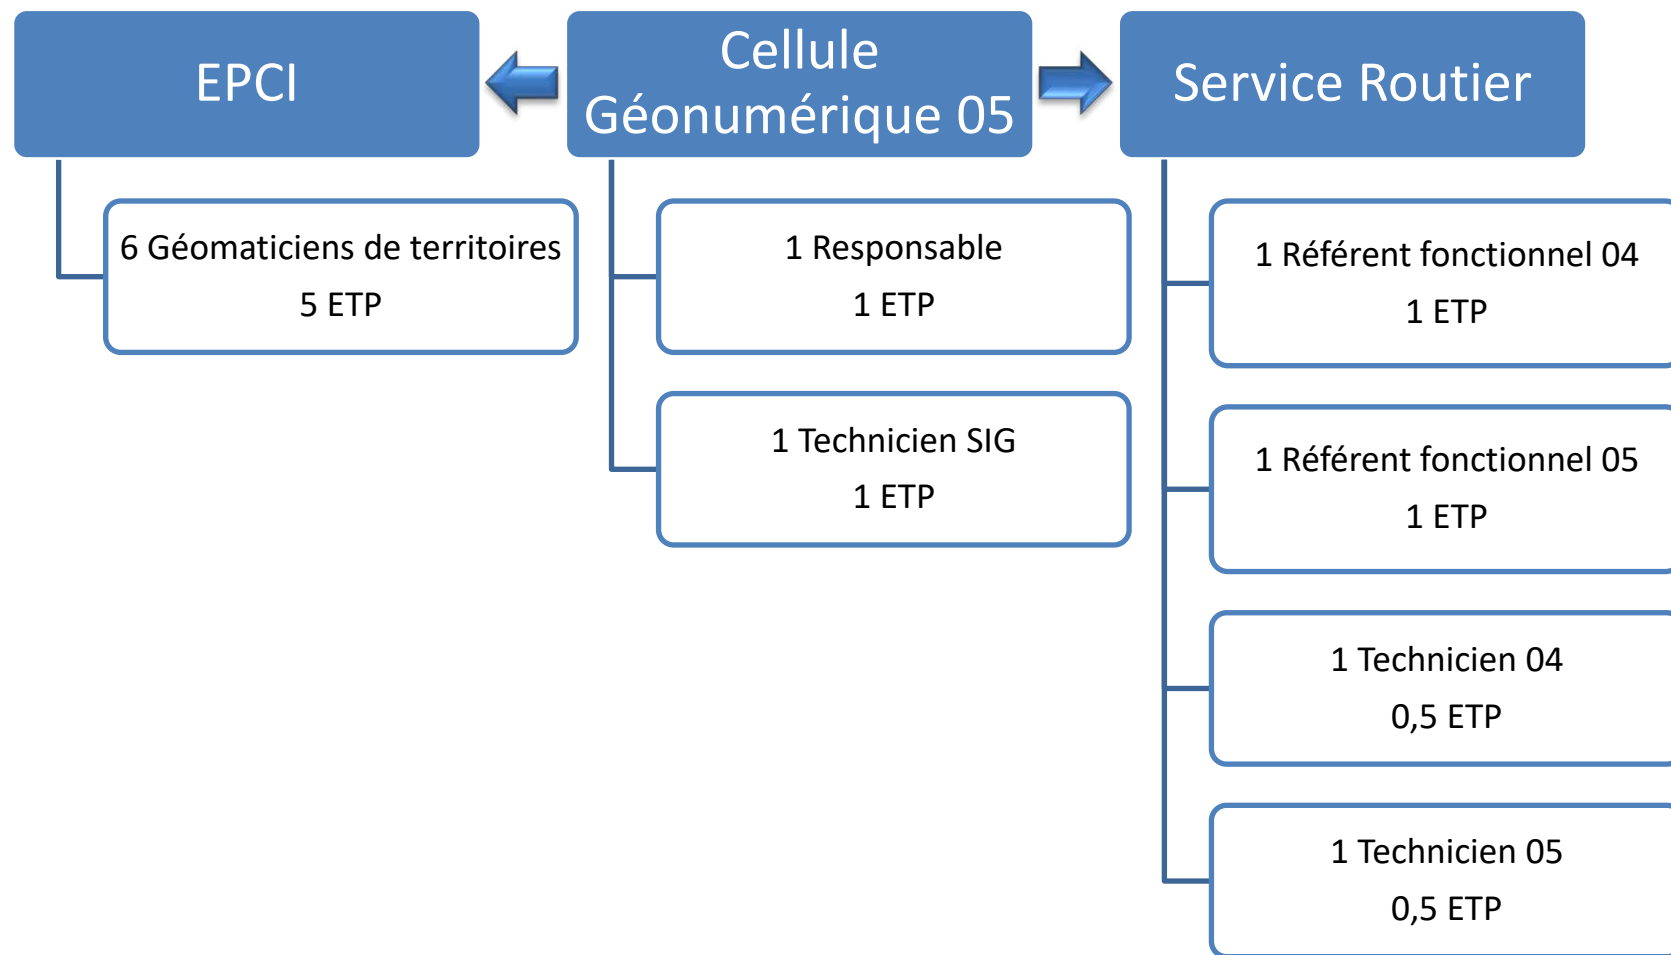 EPCI
6 Géomaticiens de territoires
5 ETP
Cellule
Géonumérique 05
1 Responsable
1 ETP
1 Technicien SIG
1 ETP
Service Routier
1 Référent fonctionnel 04
1 ETP
1 Référent fonctionnel 05
1 ETP
1 Technicien 04
0,5 ETP
1 Technicien 05
0,5 ETP